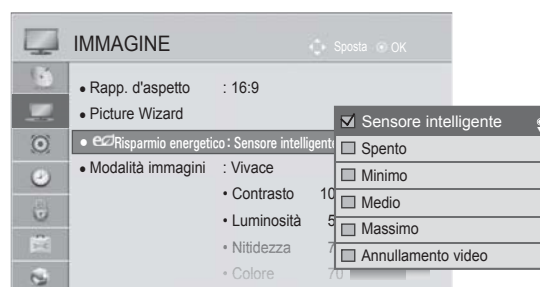 IMMAGINE
Sposta OK
• Rapp. d'aspetto : 16:9
• Picture Wizard
• Risparmio energetico : Sensore intelligente
• Modalità immagini : Vivace
• Contrasto 10
• Luminosità 5
• Nitidezza 7
• Colore 70
Sensore intelligente
Spento
Minimo
Medio
Massimo
Annullamento video